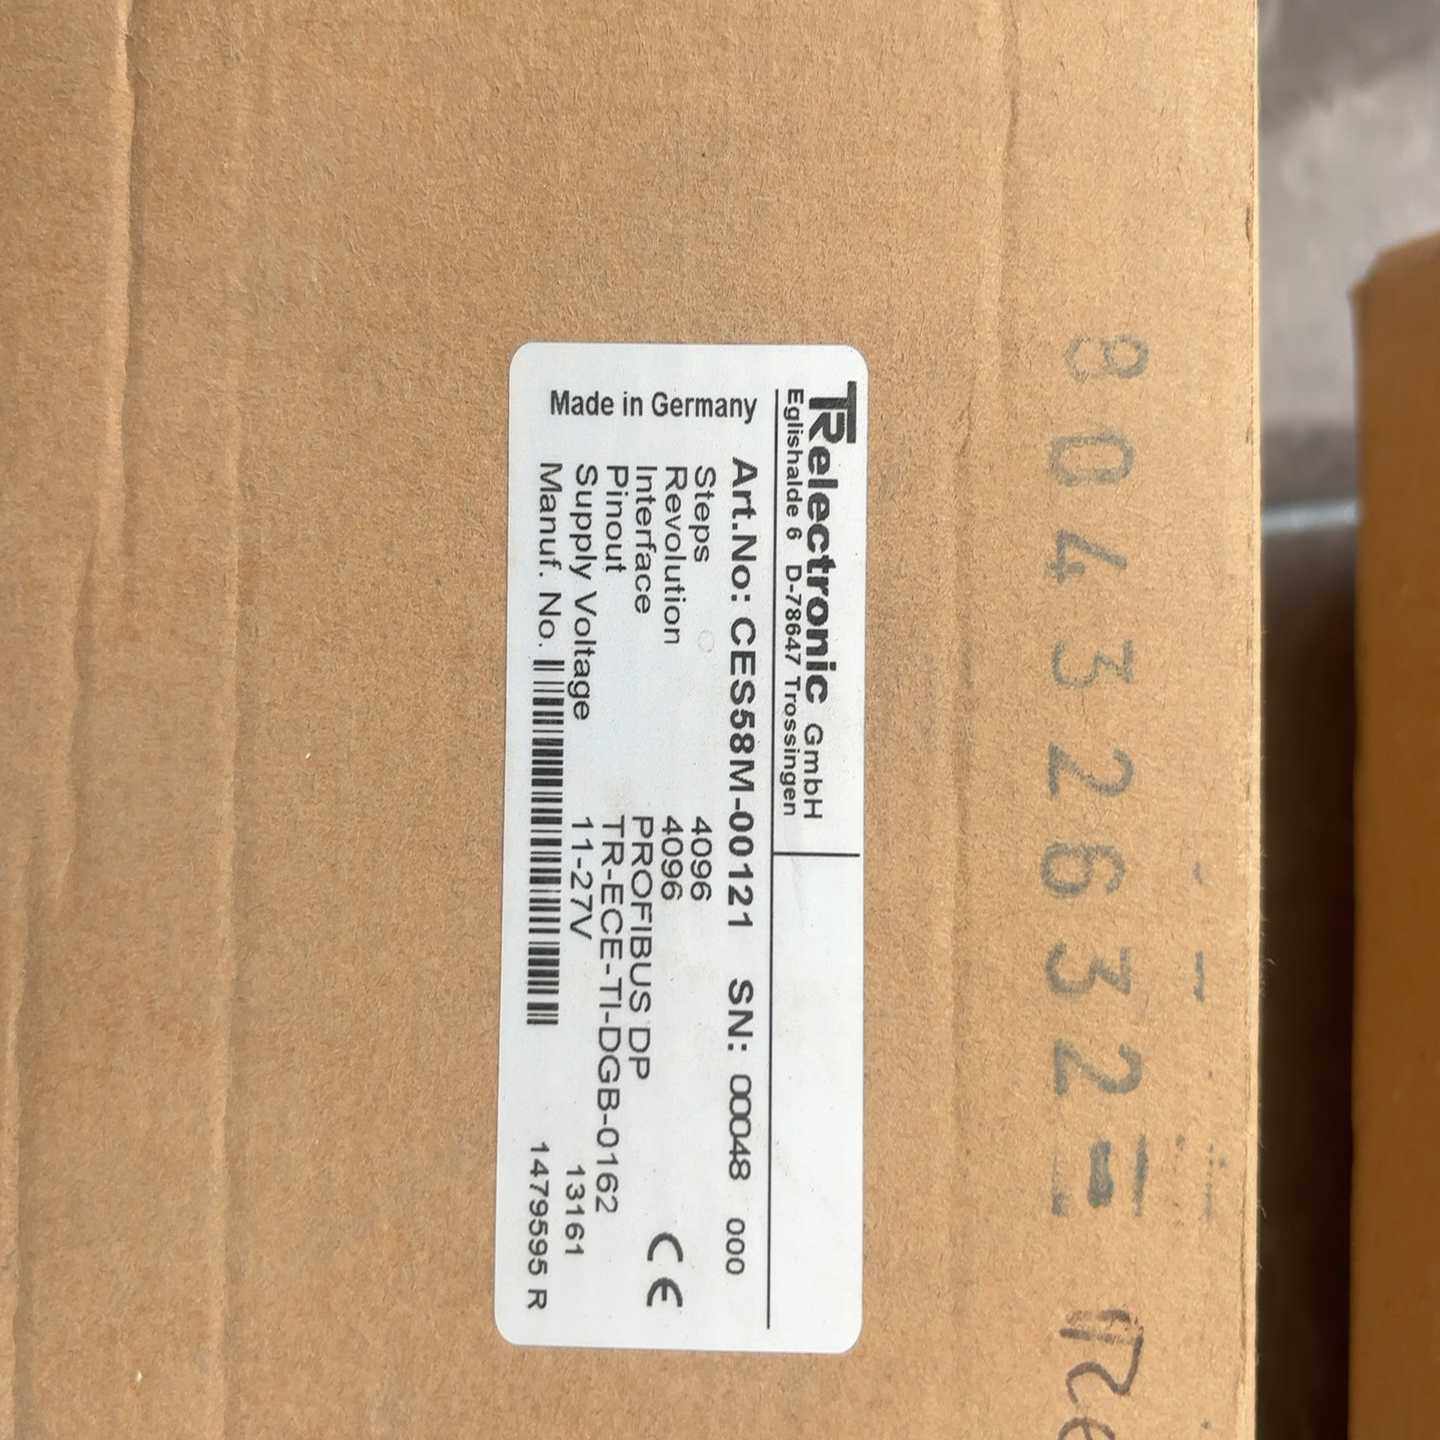 80432632=
TRelectronic GmbH
Eglishalde 6 D-78647 Trossingen
Art.No: CES58M-00121 SN: 00048 000
Steps 4096
Revolution 4096
Interface PROFIBUS DP
Pinout TR-ECE-TI-DGB-0162
Supply Voltage 11-27V 13161
Manuf. No. 1479595 R
Made in Germany
CE